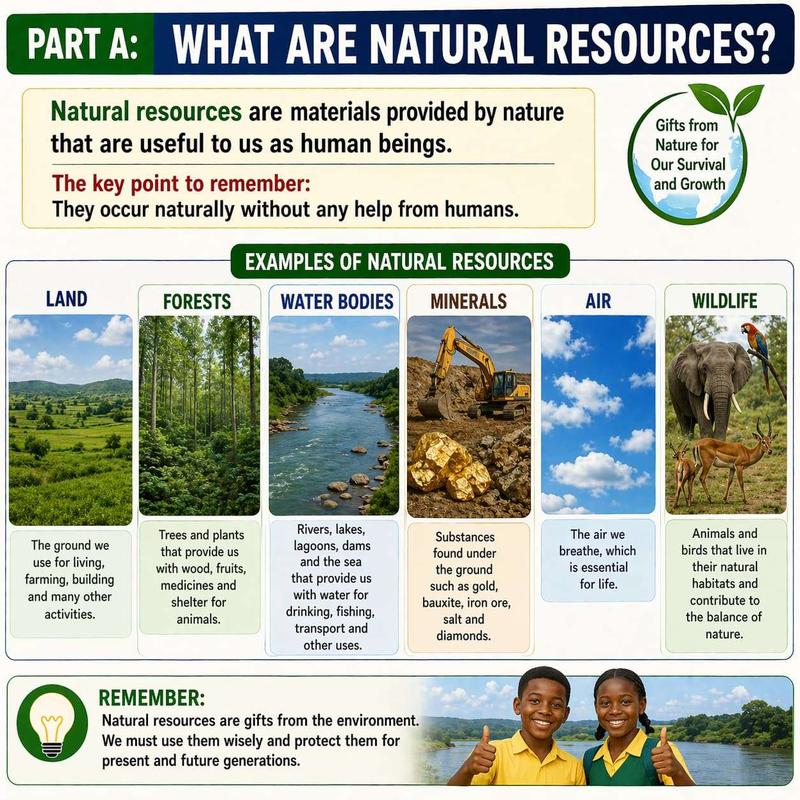 PART A: WHAT ARE NATURAL RESOURCES?
Natural resources are materials provided by nature
that are useful to us as human beings.
The key point to remember:
They occur naturally without any help from humans.
Gifts from
Nature for
Our Survival
and Growth
EXAMPLES OF NATURAL RESOURCES
LAND
The ground we
use for living,
farming, building
and many other
activities.
FORESTS
Trees and plants
that provide us
with wood, fruits,
medicines and
shelter for
animals.
WATER BODIES
Rivers, lakes,
lagoons, dams
and the sea
that provide us
with water for
drinking, fishing,
transport and
other uses.
MINERALS
Substances
found under
the ground
such as gold,
bauxite, iron ore,
salt and
diamonds.
AIR
The air we
breathe, which
is essential
for life.
WILDLIFE
Animals and
birds that live in
their natural
habitats and
contribute to
the balance of
nature.
REMEMBER:
Natural resources are gifts from the environment.
We must use them wisely and protect them for
present and future generations.